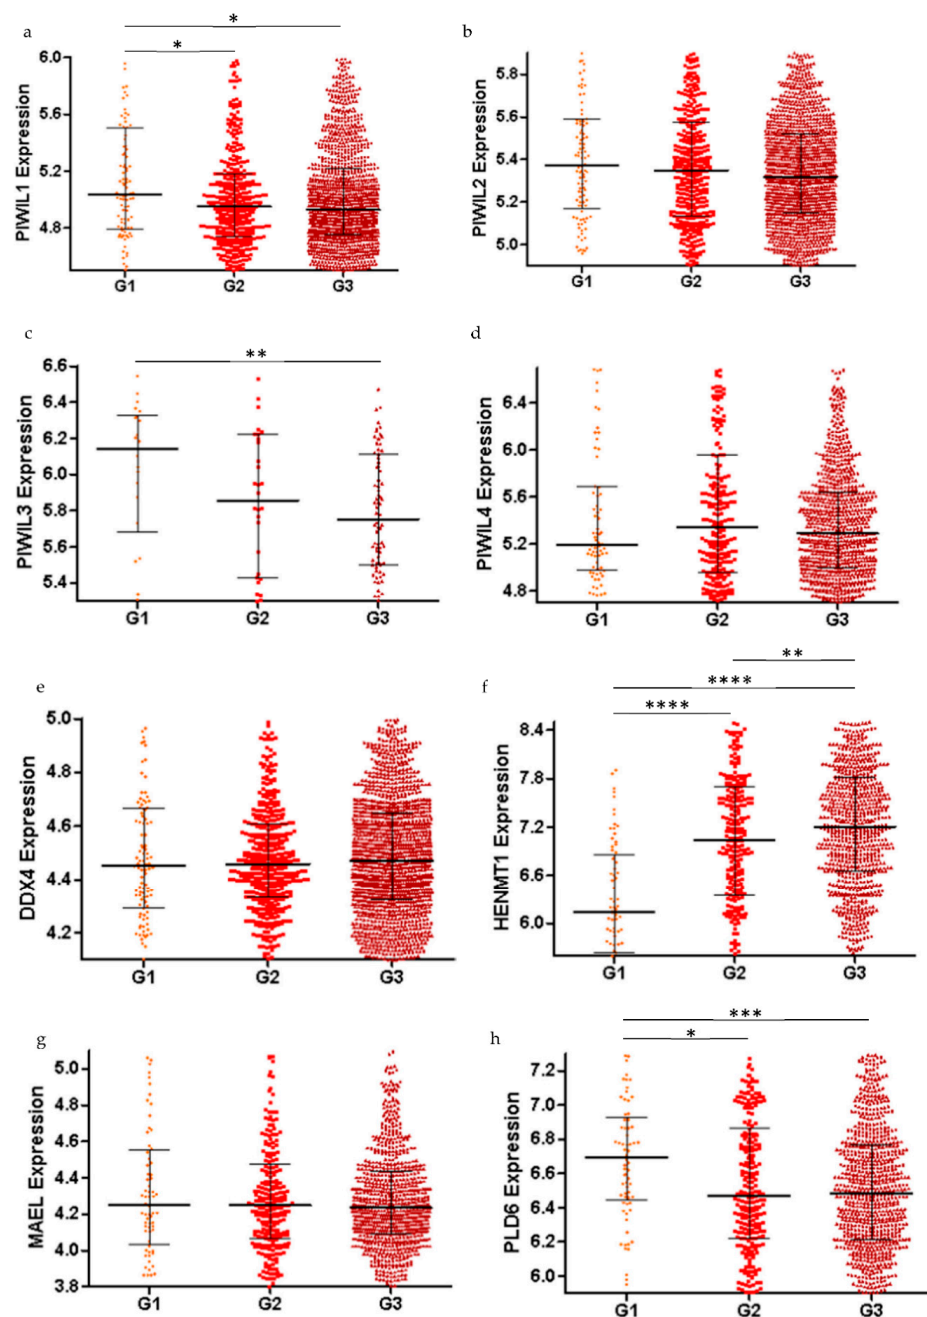 a
*
*
PIWIL1 Expression
6.0
5.6
5.2
4.8
G1 G2 G3
b
PIWIL2 Expression
5.8
5.6
5.4
5.2
5.0
G1 G2 G3
c
**
PIWIL3 Expression
6.6
6.4
6.2
6.0
5.8
5.6
5.4
G1 G2 G3
d
PIWIL4 Expression
6.4
6.0
5.6
5.2
4.8
G1 G2 G3
e
DDX4 Expression
5.0
4.8
4.6
4.4
4.2
G1 G2 G3
f
**
****
****
HENMT1 Expression
8.4
7.8
7.2
6.6
6.0
G1 G2 G3
g
MAEL Expression
5.0
4.8
4.6
4.4
4.2
4.0
3.8
G1 G2 G3
h
***
*
PLD6 Expression
7.2
7.0
6.8
6.6
6.4
6.2
6.0
G1 G2 G3